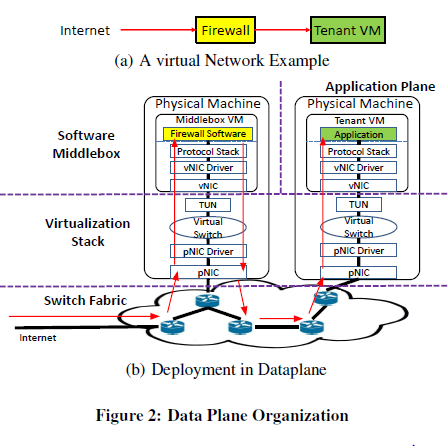 Internet
Firewall
Tenant VM
(a) A virtual Network Example
Application Plane
Physical Machine
Physical Machine
Software
Middlebox
Middlebox VM
Firewall Software
Protocol Stack
vNIC Driver
vNIC
Tenant VM
Application
Protocol Stack
vNIC Driver
vNIC
Virtualization
Stack
TUN
Virtual
Switch
pNIC Driver
pNIC
TUN
Virtual
Switch
pNIC Driver
pNIC
Switch Fabric
Internet
(b) Deployment in Dataplane
Figure 2: Data Plane Organization